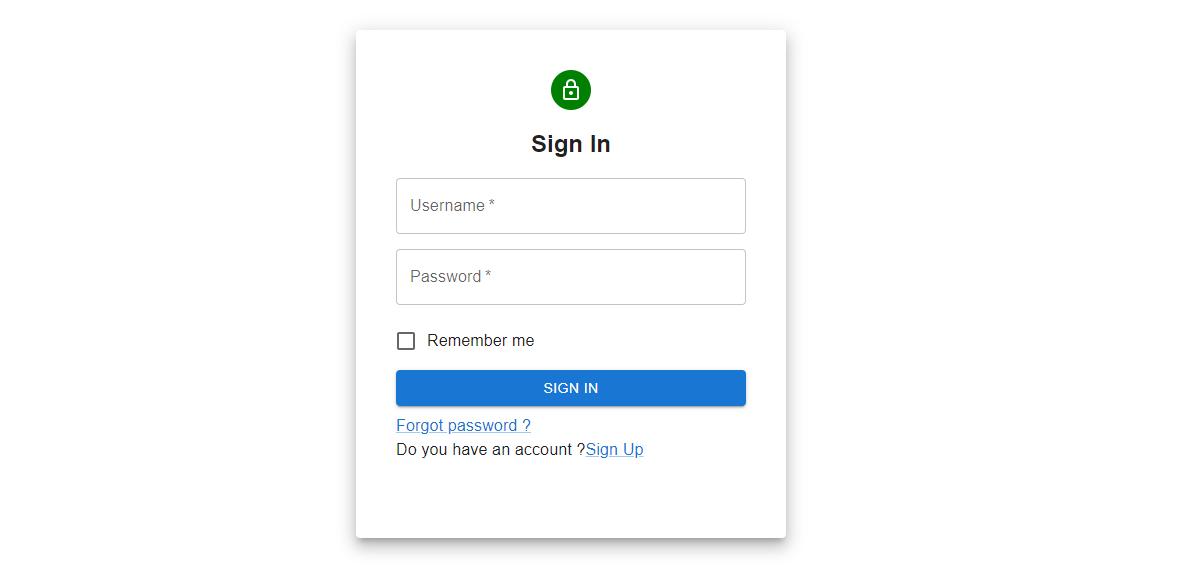 Sign In
Username *
Password *
Remember me
SIGN IN
Forgot password ?
Do you have an account ?Sign Up